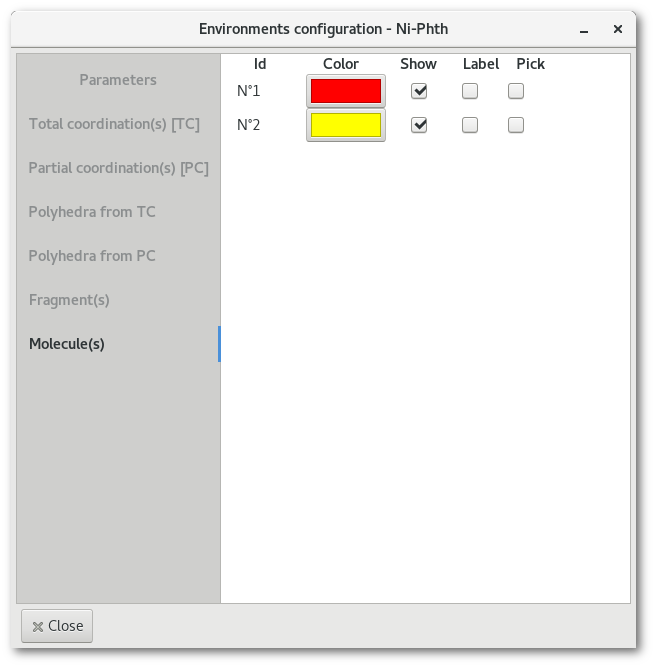 Environments configuration - Ni-Phth
Parameters
Total coordination(s) [TC]
Partial coordination(s) [PC]
Polyhedra from TC
Polyhedra from PC
Fragment(s)
Molecule(s)
Id Color Show Label Pick
N°1
N°2
Close